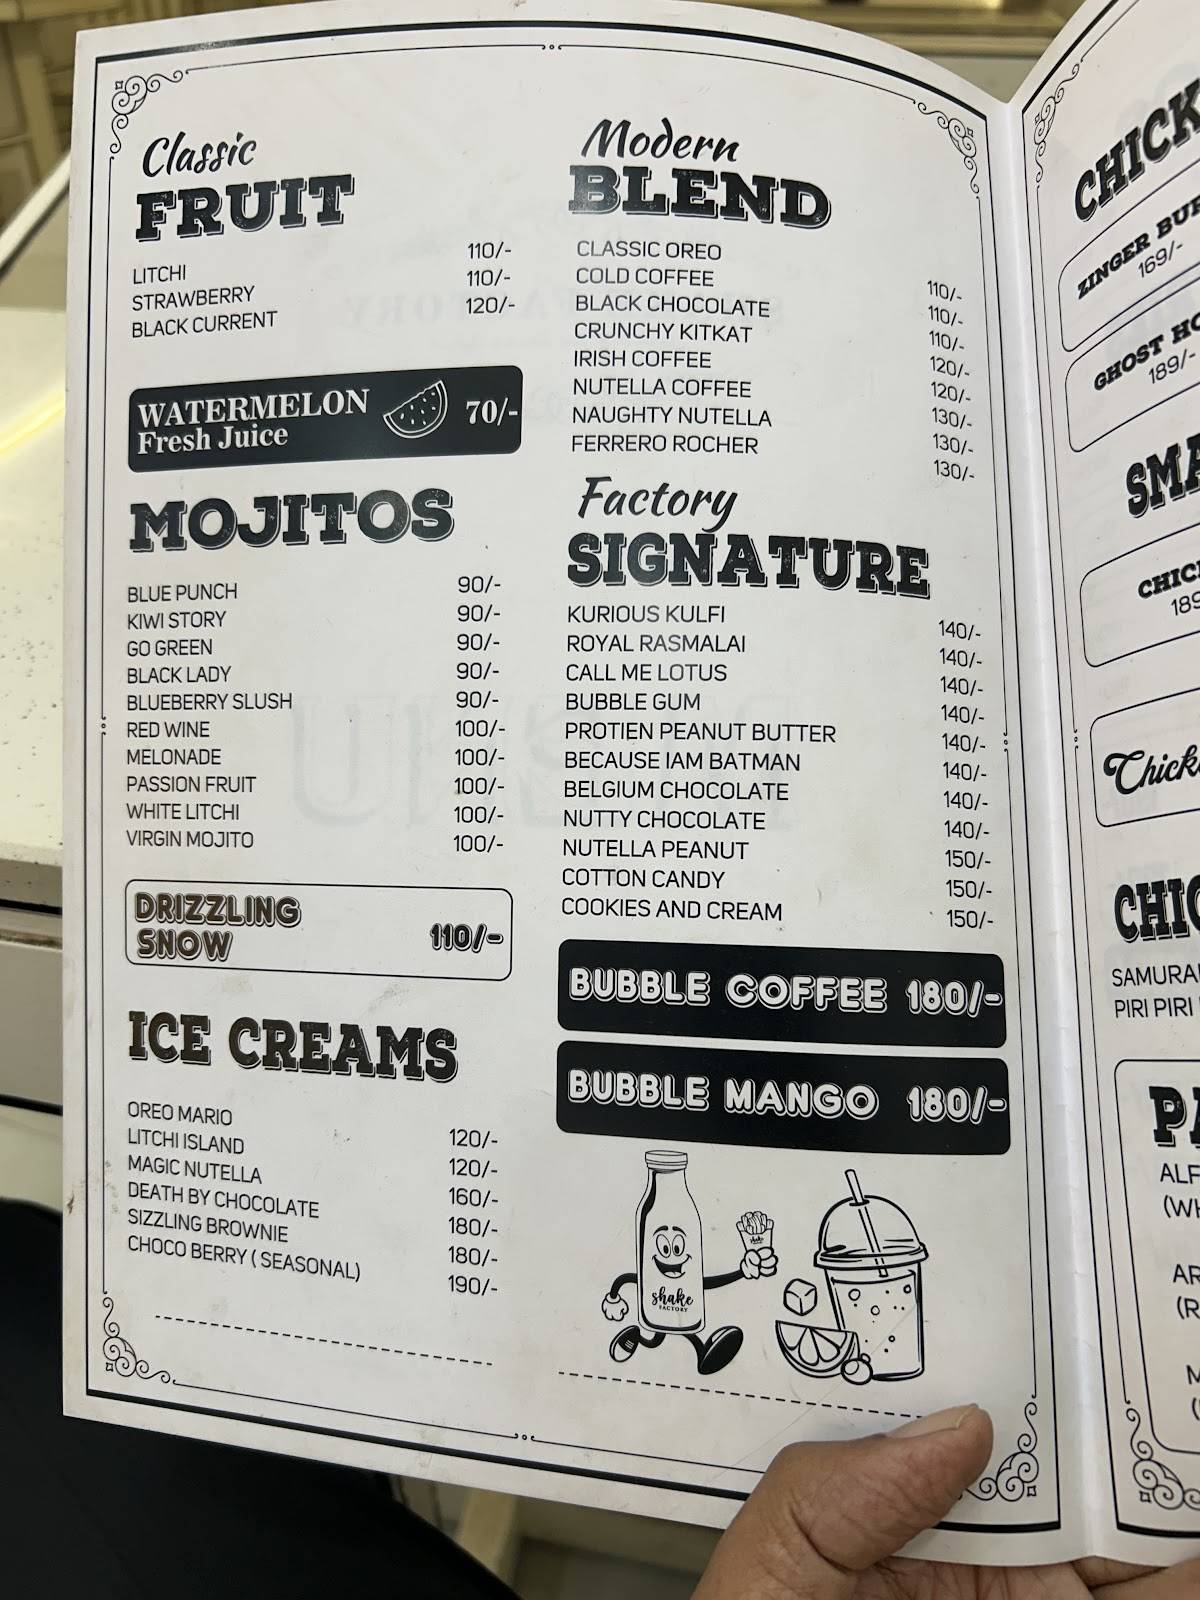 Classic
FRUIT
LITCHI 110/-
STRAWBERRY 110/-
BLACK CURRENT 120/-
WATERMELON
Fresh Juice 70/-
MOJITOS
BLUE PUNCH 90/-
KIWI STORY 90/-
GO GREEN 90/-
BLACK LADY 90/-
BLUEBERRY SLUSH 90/-
RED WINE 100/-
MELONADE 100/-
PASSION FRUIT 100/-
WHITE LITCHI 100/-
VIRGIN MOJITO 100/-
DRIZZLING
SNOW 110/-
ICE CREAMS
OREO MARIO 120/-
LITCHI ISLAND 120/-
MAGIC NUTELLA 160/-
DEATH BY CHOCOLATE 180/-
SIZZLING BROWNIE 180/-
CHOCO BERRY ( SEASONAL) 190/-
Modern
BLEND
CLASSIC OREO 110/-
COLD COFFEE 110/-
BLACK CHOCOLATE 110/-
CRUNCHY KITKAT 120/-
IRISH COFFEE 120/-
NUTELLA COFFEE 130/-
NAUGHTY NUTELLA 130/-
FERRERO ROCHER 130/-
Factory
SIGNATURE
KURIOUS KULFI 140/-
ROYAL RASMALAI 140/-
CALL ME LOTUS 140/-
BUBBLE GUM 140/-
PROTIEN PEANUT BUTTER 140/-
BECAUSE IAM BATMAN 140/-
BELGIUM CHOCOLATE 140/-
NUTTY CHOCOLATE 140/-
NUTELLA PEANUT 150/-
COTTON CANDY 150/-
COOKIES AND CREAM 150/-
BUBBLE COFFEE 180/-
BUBBLE MANGO 180/-
shake
FACTORY
CHICK
ZINGER BUR
169/-
GHOST HO
189/-
SMA
CHIC
189
Chick
CHIC
SAMURAI
PIRI PIRI
PA
ALF
(WH
AR
(R
M